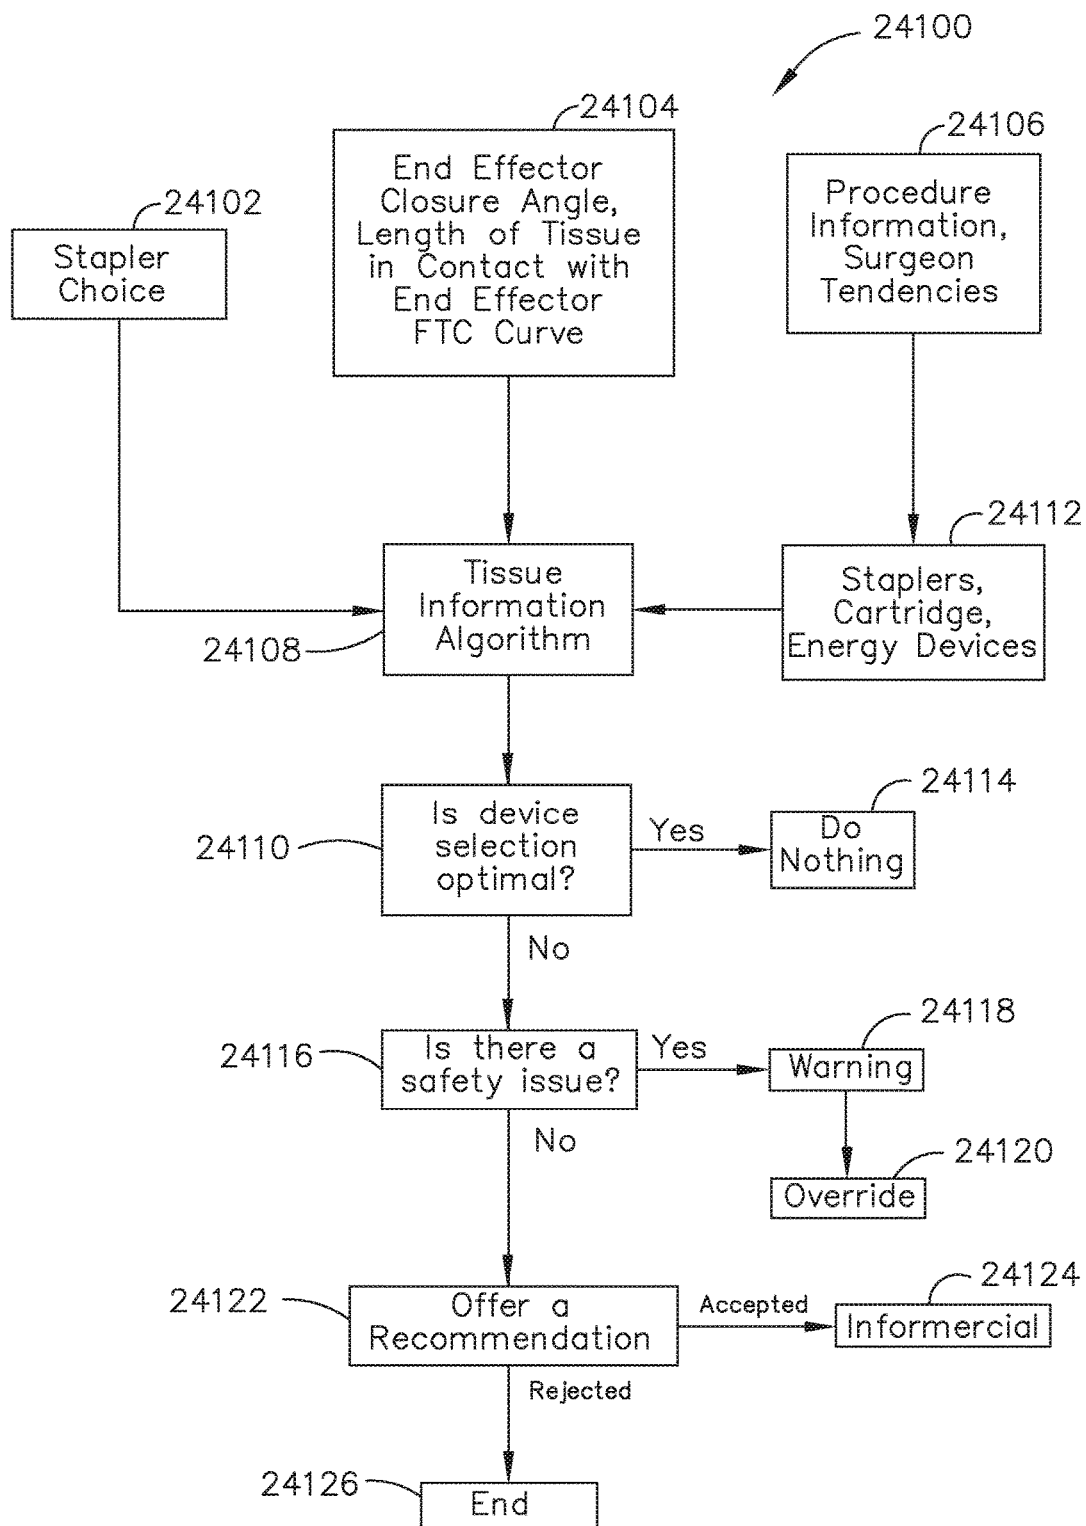 24100
24104
24106
24102
Stapler
Choice
End Effector
Closure Angle,
Length of Tissue
in Contact with
End Effector
FTC Curve
Procedure
Information,
Surgeon
Tendencies
24112
Tissue
Information
Algorithm
24108
Staplers,
Cartridge,
Energy Devices
24110
Is device
selection
optimal?
Yes
24114
Do
Nothing
No
24116
Is there a
safety issue?
Yes
24118
Warning
24120
Override
No
24122
Offer a
Recommendation
Accepted
24124
Informercial
Rejected
24126
End